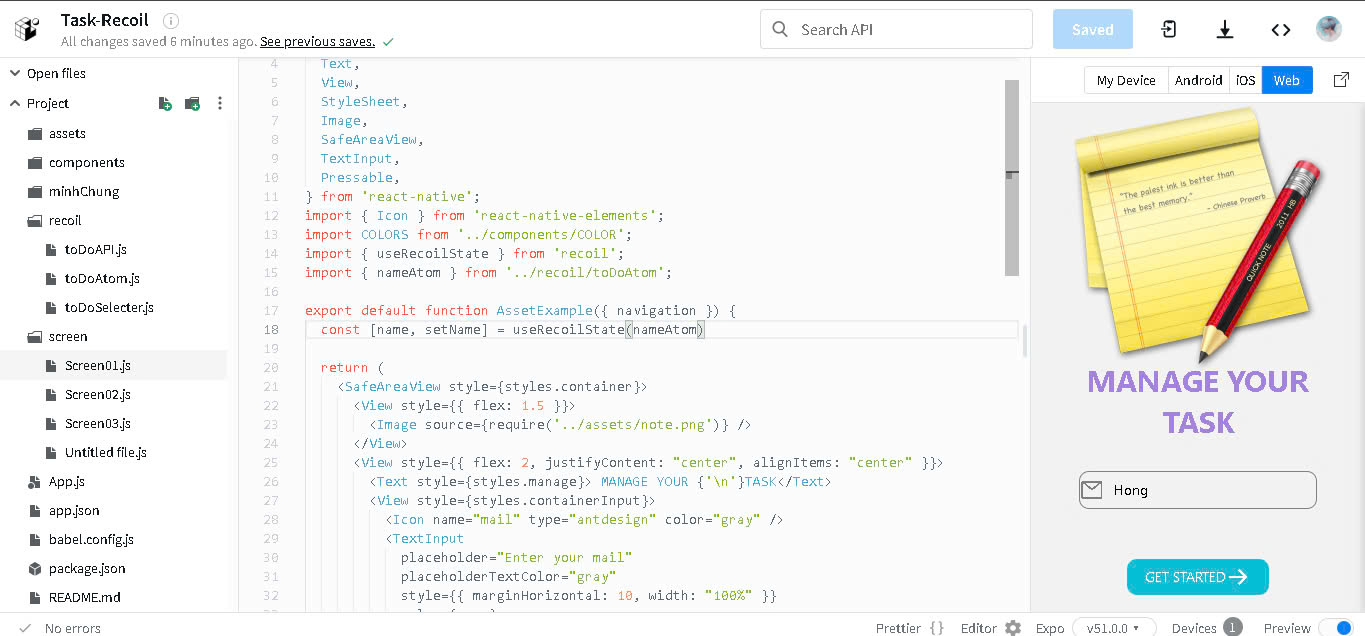 Task-Recoil
All changes saved 6 minutes ago. See previous saves.
Search API
Saved
Open files
Project
assets
components
minhChung
recoil
toDoAPI.js
toDoAtom.js
toDoSelecter.js
screen
Screen01.js
Screen02.js
Screen03.js
Untitled file.js
App.js
app.json
babel.config.js
package.json
README.md
4 Text,
5 View,
6 StyleSheet,
7 Image,
8 SafeAreaView,
9 TextInput,
10 Pressable,
11 } from 'react-native';
12 import { Icon } from 'react-native-elements';
13 import COLORS from '../components/COLOR';
14 import { useRecoilState } from 'recoil';
15 import { nameAtom } from '../recoil/toDoAtom';
16
17 export default function AssetExample({ navigation }) {
18 const [name, setName] = useRecoilState(nameAtom)
19
20 return (
21 <SafeAreaView style={styles.container}>
22 <View style={{ flex: 1.5 }}>
23 <Image source={require('../assets/note.png')} />
24 </View>
25 <View style={{ flex: 2, justifyContent: "center", alignItems: "center" }}>
26 <Text style={styles.manage}> MANAGE YOUR {'\n'}TASK</Text>
27 <View style={styles.containerInput}>
28 <Icon name="mail" type="antdesign" color="gray" />
29 <TextInput
30 placeholder="Enter your mail"
31 placeholderTextColor="gray"
32 style={{ marginHorizontal: 10, width: "100%" }}
My Device Android iOS Web
"The palest ink is better than
the best memory."
- Chinese Proverb
QUICK NOTE 2011 HB
MANAGE YOUR
TASK
Hong
GET STARTED
No errors
Prettier {} Editor Expo v51.0.0 Devices 1 Preview